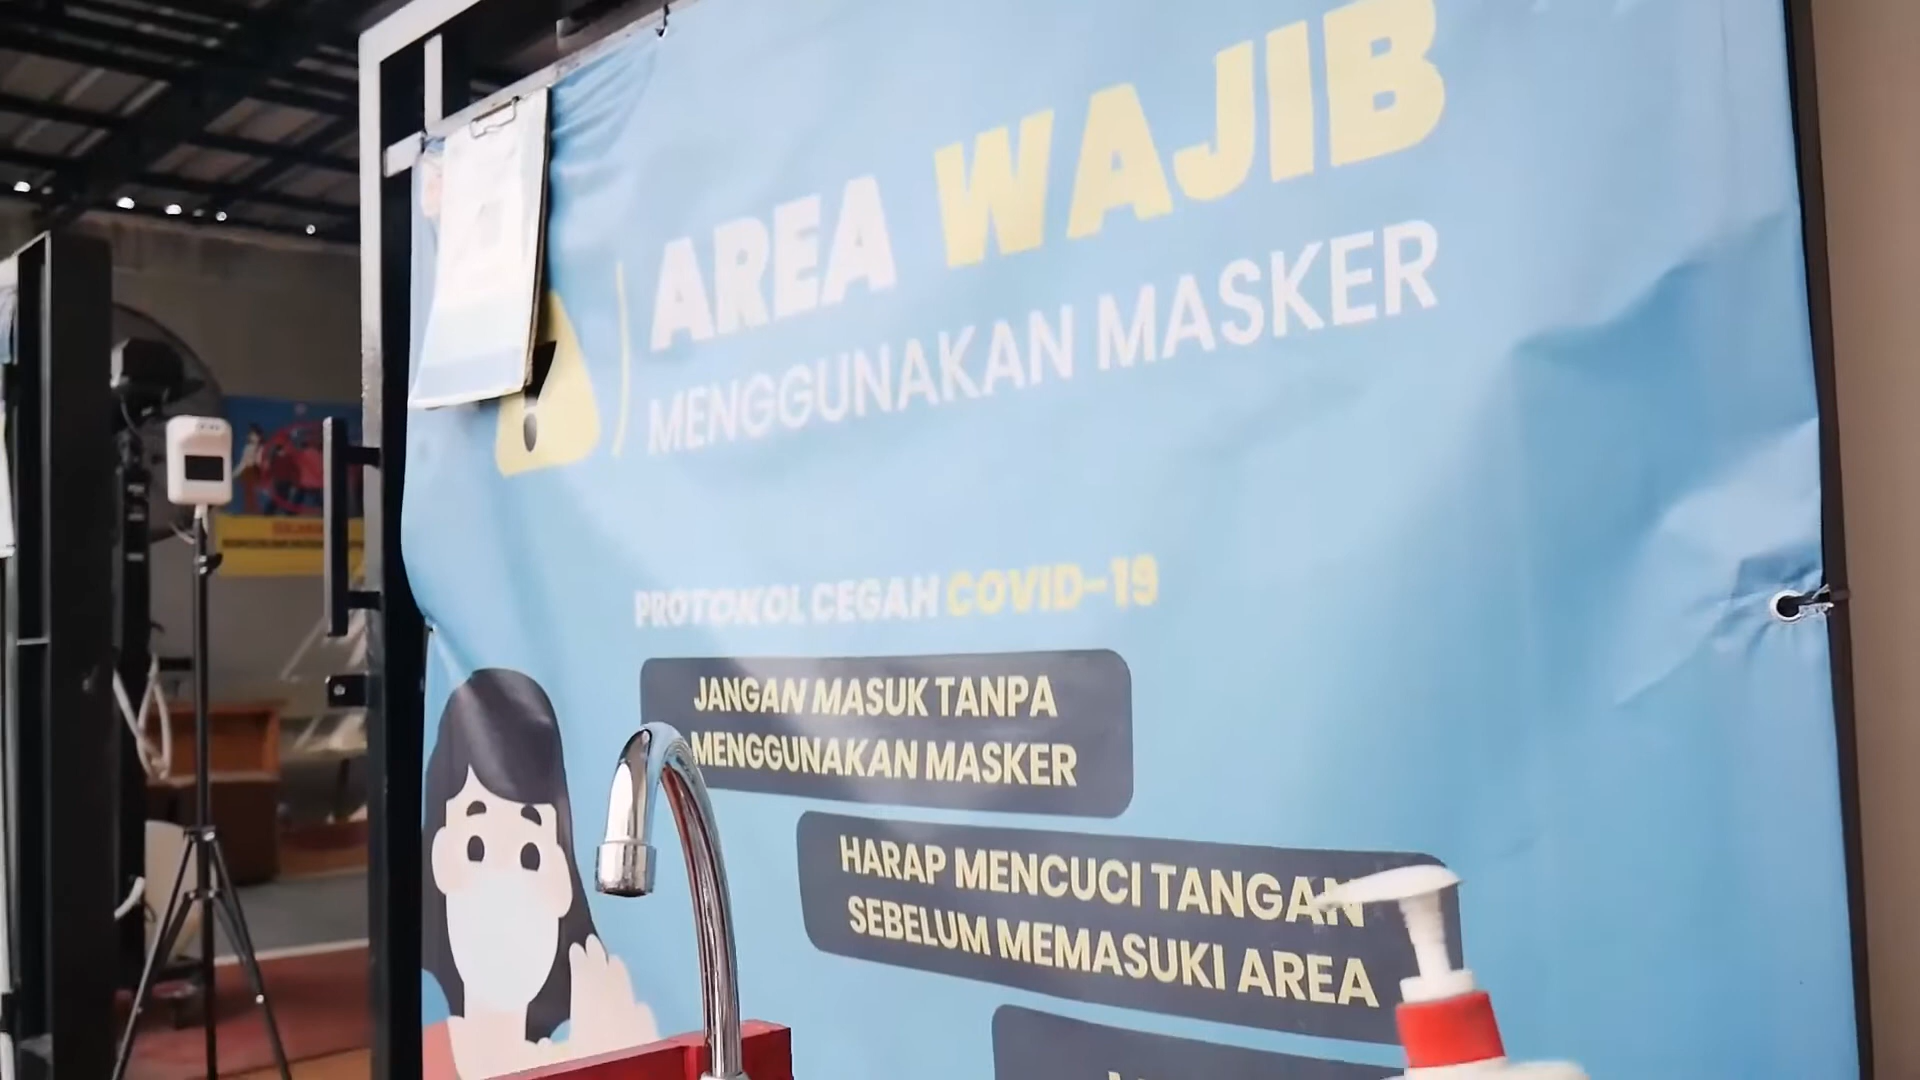 AREA WAJIB
MENGGUNAKAN MASKER
PROTOKOL CEGAH COVID-19
JANGAN MASUK TANPA
MENGGUNAKAN MASKER
HARAP MENCUCI TANGAN
SEBELUM MEMASUKI AREA